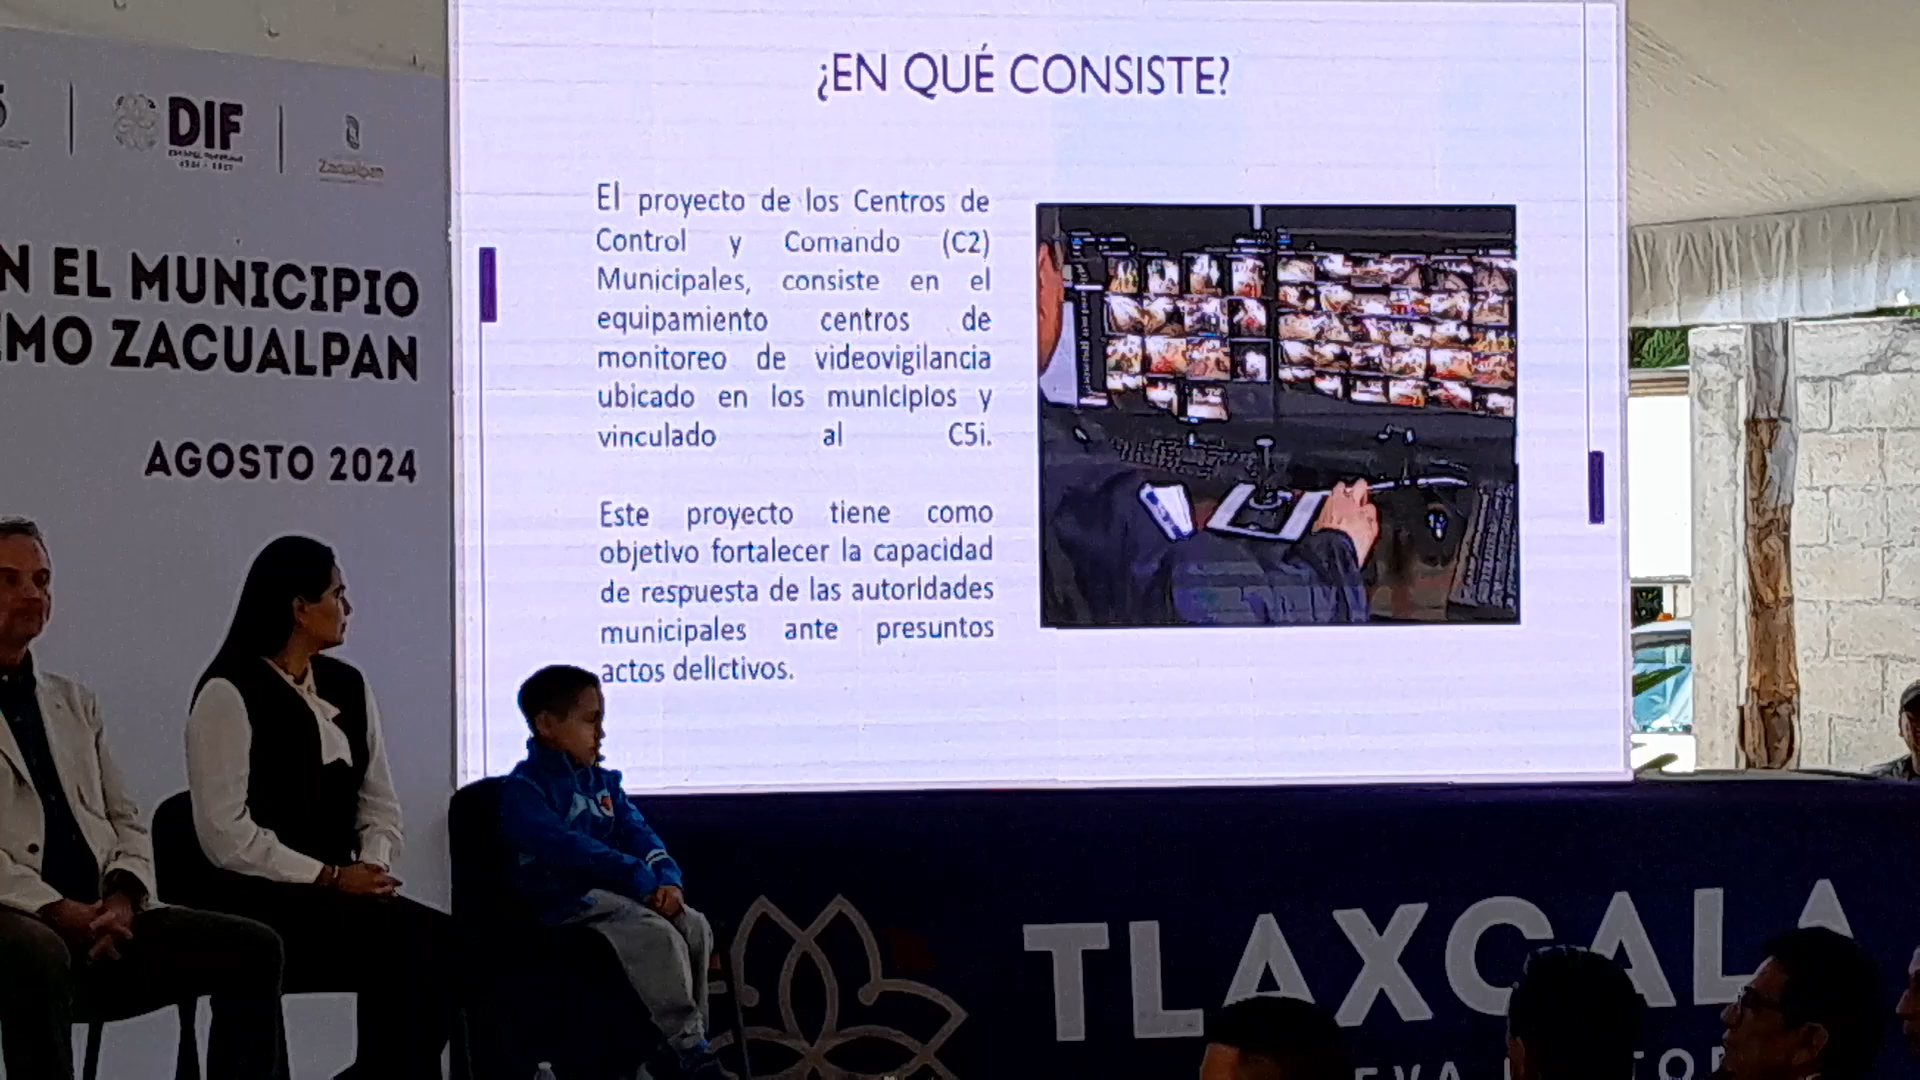 DIF
Zacualpan
N EL MUNICIPIO
EMO ZACUALPAN
AGOSTO 2024
¿EN QUÉ CONSISTE?
El proyecto de los Centros de
Control y Comando (C2)
Municipales, consiste en el
equipamiento centros de
monitoreo de videovigilancia
ubicado en los municipios y
vinculado al C5i.
Este proyecto tiene como
objetivo fortalecer la capacidad
de respuesta de las autoridades
municipales ante presuntos
actos delictivos.
TLAXCALA